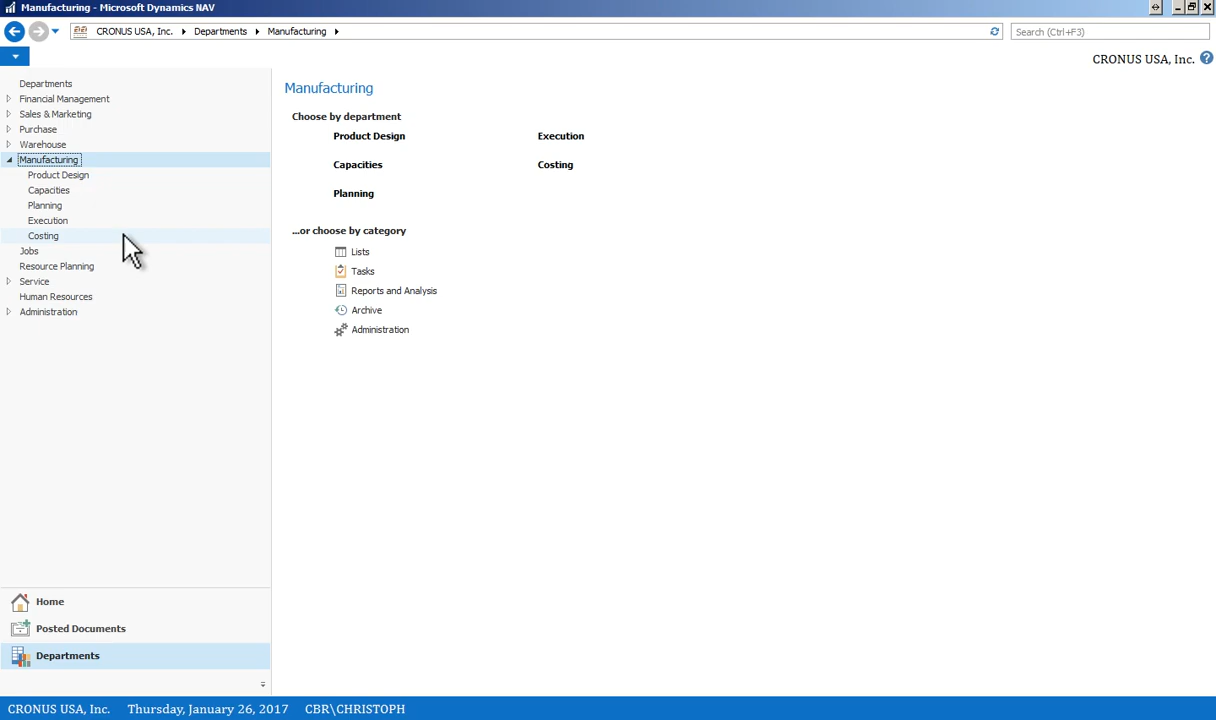 Manufacturing - Microsoft Dynamics NAV
CRONUS USA, Inc. Departments Manufacturing
Search (Ctrl+F3)
CRONUS USA, Inc.
Departments
Financial Management
Sales & Marketing
Purchase
Warehouse
Manufacturing
Product Design
Capacities
Planning
Execution
Costing
Jobs
Resource Planning
Service
Human Resources
Administration
Home
Posted Documents
Departments
Manufacturing
Choose by department
Product Design Execution
Capacities Costing
Planning
...or choose by category
Lists
Tasks
Reports and Analysis
Archive
Administration
CRONUS USA, Inc. Thursday, January 26, 2017 CBR\CHRISTOPH